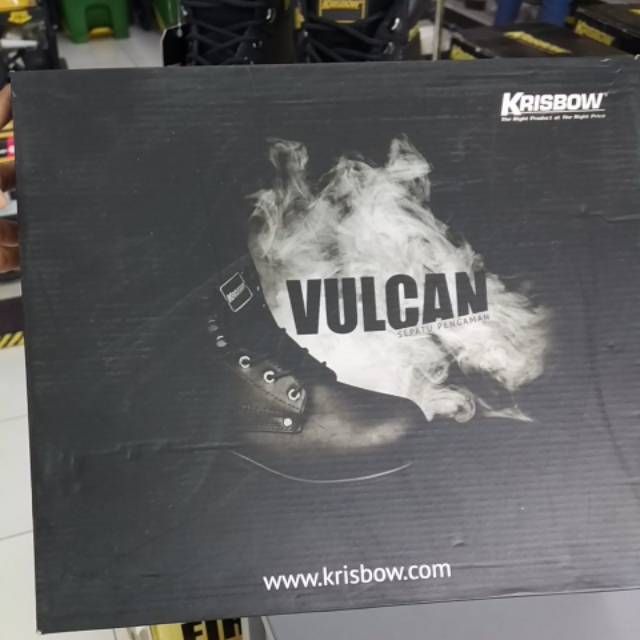 KRISBOW
The Right Product at The Right Price
VULCAN
SEPATU PENGAMAN
www.krisbow.com